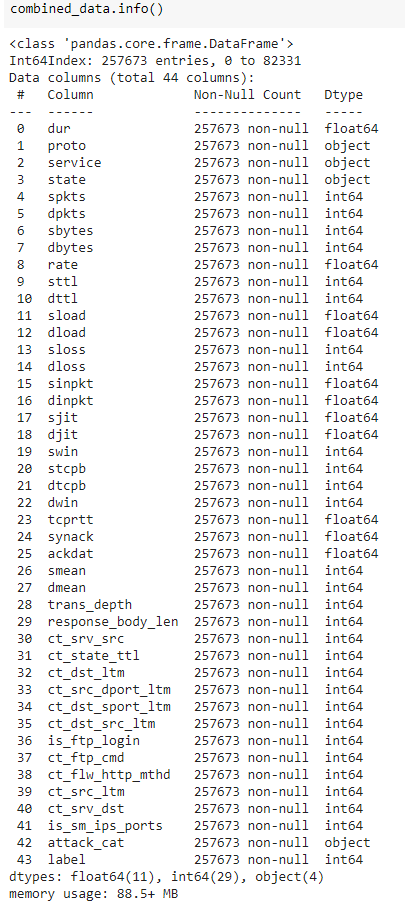 combined_data.info()
<class 'pandas.core.frame.DataFrame'>
Int64Index: 257673 entries, 0 to 82331
Data columns (total 44 columns):
 #   Column             Non-Null Count   Dtype
---  ------             --------------   -----
 0   dur                257673 non-null  float64
 1   proto              257673 non-null  object
 2   service            257673 non-null  object
 3   state              257673 non-null  object
 4   spkts              257673 non-null  int64
 5   dpkts              257673 non-null  int64
 6   sbytes             257673 non-null  int64
 7   dbytes             257673 non-null  int64
 8   rate               257673 non-null  float64
 9   sttl               257673 non-null  int64
 10  dttl               257673 non-null  int64
 11  sload              257673 non-null  float64
 12  dload              257673 non-null  float64
 13  sloss              257673 non-null  int64
 14  dloss              257673 non-null  int64
 15  sinpkt             257673 non-null  float64
 16  dinpkt             257673 non-null  float64
 17  sjit               257673 non-null  float64
 18  djit               257673 non-null  float64
 19  swin               257673 non-null  int64
 20  stcpb              257673 non-null  int64
 21  dtcpb              257673 non-null  int64
 22  dwin               257673 non-null  int64
 23  tcprtt             257673 non-null  float64
 24  synack             257673 non-null  float64
 25  ackdat             257673 non-null  float64
 26  smean              257673 non-null  int64
 27  dmean              257673 non-null  int64
 28  trans_depth        257673 non-null  int64
 29  response_body_len  257673 non-null  int64
 30  ct_srv_src         257673 non-null  int64
 31  ct_state_ttl       257673 non-null  int64
 32  ct_dst_ltm         257673 non-null  int64
 33  ct_src_dport_ltm   257673 non-null  int64
 34  ct_dst_sport_ltm   257673 non-null  int64
 35  ct_dst_src_ltm     257673 non-null  int64
 36  is_ftp_login       257673 non-null  int64
 37  ct_ftp_cmd         257673 non-null  int64
 38  ct_flw_http_mthd   257673 non-null  int64
 39  ct_src_ltm         257673 non-null  int64
 40  ct_srv_dst         257673 non-null  int64
 41  is_sm_ips_ports    257673 non-null  int64
 42  attack_cat         257673 non-null  object
 43  label              257673 non-null  int64
dtypes: float64(11), int64(29), object(4)
memory usage: 88.5+ MB